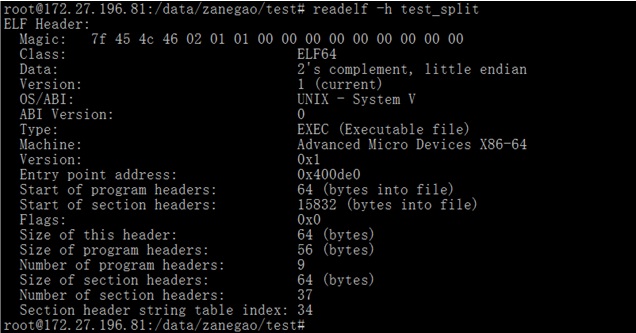 root@172.27.196.81:/data/zanegao/test# readelf -h test_split
ELF Header:
  Magic:   7f 45 4c 46 02 01 01 00 00 00 00 00 00 00 00 00
  Class:                             ELF64
  Data:                              2's complement, little endian
  Version:                           1 (current)
  OS/ABI:                            UNIX - System V
  ABI Version:                       0
  Type:                              EXEC (Executable file)
  Machine:                           Advanced Micro Devices X86-64
  Version:                           0x1
  Entry point address:               0x400de0
  Start of program headers:          64 (bytes into file)
  Start of section headers:          15832 (bytes into file)
  Flags:                             0x0
  Size of this header:               64 (bytes)
  Size of program headers:           56 (bytes)
  Number of program headers:         9
  Size of section headers:           64 (bytes)
  Number of section headers:         37
  Section header string table index: 34
root@172.27.196.81:/data/zanegao/test#